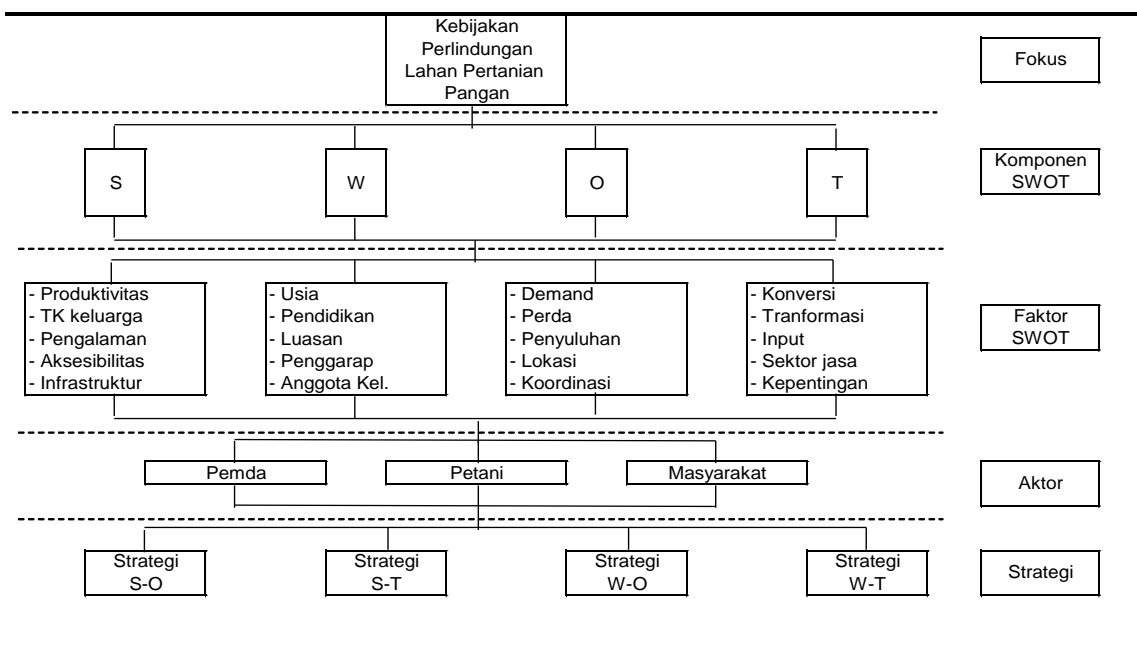 Kebijakan
Perlindungan
Lahan Pertanian
Pangan
Fokus
S
W
O
T
Komponen
SWOT
- Produktivitas
- TK keluarga
- Pengalaman
- Aksesibilitas
- Infrastruktur
- Usia
- Pendidikan
- Luasan
- Penggarap
- Anggota Kel.
- Demand
- Perda
- Penyuluhan
- Lokasi
- Koordinasi
- Konversi
- Tranformasi
- Input
- Sektor jasa
- Kepentingan
Faktor
SWOT
Pemda
Petani
Masyarakat
Aktor
Strategi
S-O
Strategi
S-T
Strategi
W-O
Strategi
W-T
Strategi